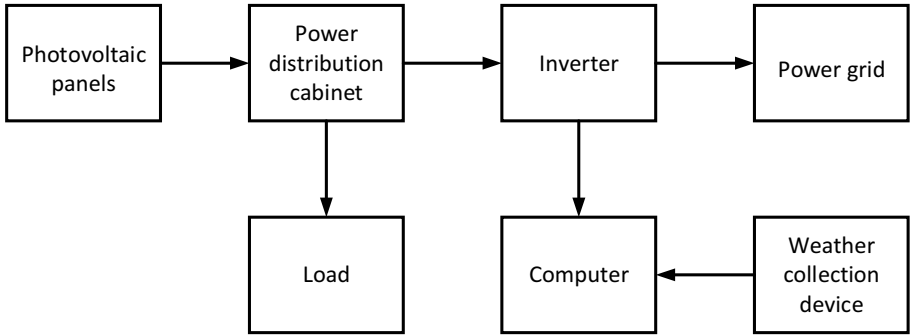 Photovoltaic
panels
Power
distribution
cabinet
Inverter
Power grid
Load
Computer
Weather
collection
device